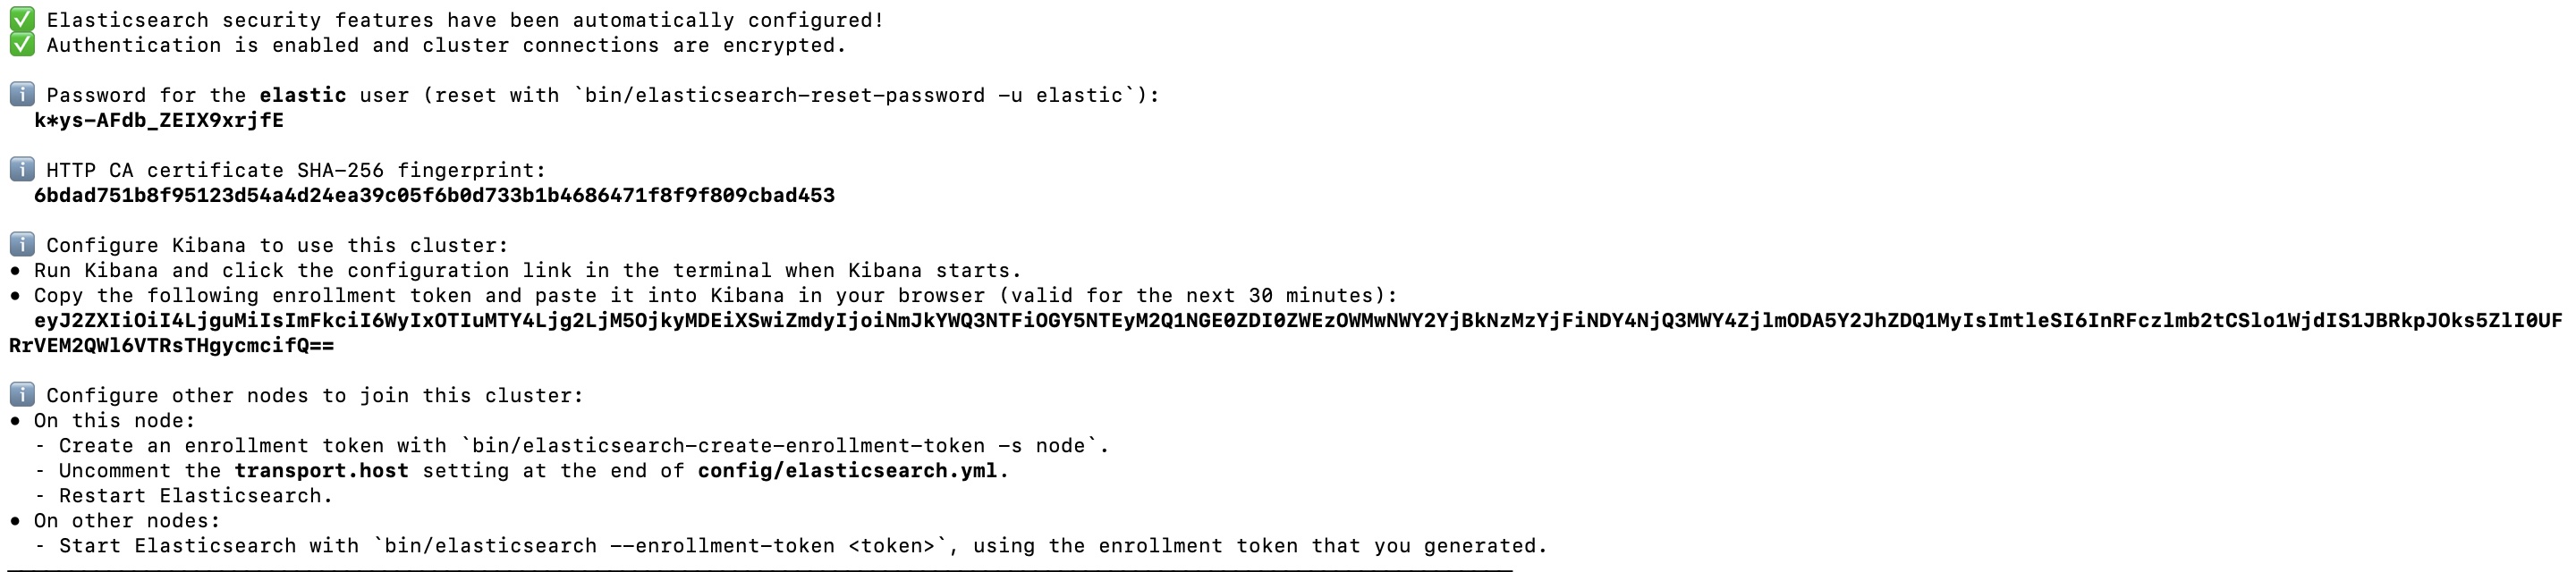 ✅ Elasticsearch security features have been automatically configured!
✅ Authentication is enabled and cluster connections are encrypted.
ℹ️ Password for the elastic user (reset with `bin/elasticsearch-reset-password -u elastic`):
k*ys-AFdb_ZEIX9xrjfE
ℹ️ HTTP CA certificate SHA-256 fingerprint:
6bdad751b8f95123d54a4d24ea39c05f6b0d733b1b4686471f8f9f809cbad453
ℹ️ Configure Kibana to use this cluster:
• Run Kibana and click the configuration link in the terminal when Kibana starts.
• Copy the following enrollment token and paste it into Kibana in your browser (valid for the next 30 minutes):
eyJ2ZXIiOiI4LjguMiIsImFkciI6WyIxOTIuMTY4Ljg2LjM5OjkyMDEiXSwiZmdyIjoiNmJkYWQ3NTFiOGY5NTEyM2Q1NGE0ZDI0ZWEzOWMwNWY2YjBkNzMzYjFiNDY4NjQ3MWY4ZjlmODA5Y2JhZDQ1MyIsImtleSI6InRFczlmb2tCSlo1WjdIS1JBRkpJOks5ZlI0UF
RrVEM2QWl6VTRsTHgycmcifQ==
ℹ️ Configure other nodes to join this cluster:
• On this node:
- Create an enrollment token with `bin/elasticsearch-create-enrollment-token -s node`.
- Uncomment the transport.host setting at the end of config/elasticsearch.yml.
- Restart Elasticsearch.
• On other nodes:
- Start Elasticsearch with `bin/elasticsearch --enrollment-token <token>`, using the enrollment token that you generated.